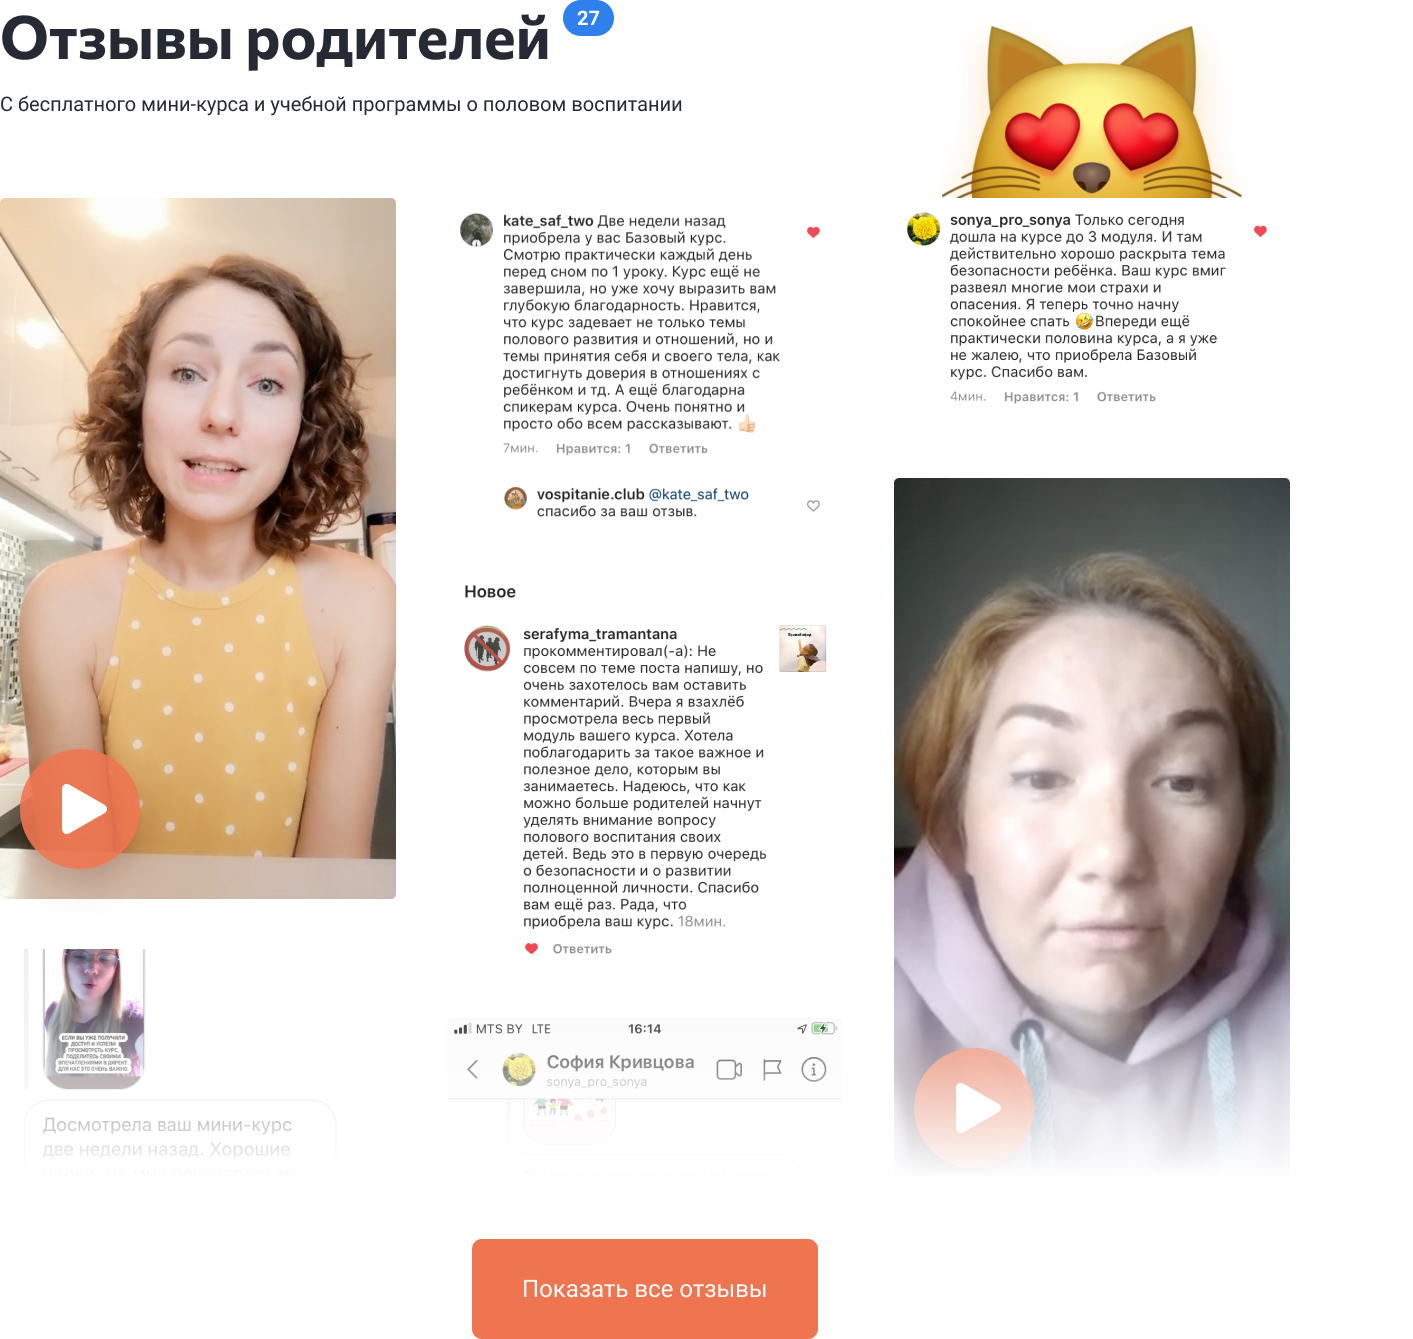 Отзывы родителей 27
С бесплатного мини-курса и учебной программы о половом воспитании
kate_saf_two Две недели назад
приобрела у вас Базовый курс.
Смотрю практически каждый день
перед сном по 1 уроку. Курс ещё не
завершила, но уже хочу выразить вам
глубокую благодарность. Нравится,
что курс задевает не только темы
полового развития и отношений, но и
темы принятия себя и своего тела, как
достигнуть доверия в отношениях с
ребёнком и тд. А ещё благодарна
спикерам курса. Очень понятно и
просто обо всем рассказывают. 👍🏻
7мин. Нравится: 1 Ответить
vospitanie.club @kate_saf_two
спасибо за ваш отзыв.
Новое
serafyma_tramantana
прокомментировал(-а): Не
совсем по теме поста напишу, но
очень захотелось вам оставить
комментарий. Вчера я взахлёб
просмотрела весь первый
модуль вашего курса. Хотела
поблагодарить за такое важное и
полезное дело, которым вы
занимаетесь. Надеюсь, что как
можно больше родителей начнут
уделять внимание вопросу
полового воспитания своих
детей. Ведь это в первую очередь
о безопасности и о развитии
полноценной личности. Спасибо
вам ещё раз. Рада, что
приобрела ваш курс. 18мин.
Ответить
sonya_pro_sonya Только сегодня
дошла на курсе до 3 модуля. И там
действительно хорошо раскрыта тема
безопасности ребёнка. Ваш курс вмиг
развеял многие мои страхи и
опасения. Я теперь точно начну
спокойнее спать 🤣Впереди ещё
практически половина курса, а я уже
не жалею, что приобрела Базовый
курс. Спасибо вам.
4мин. Нравится: 1 Ответить
ЕСЛИ ВЫ УЖЕ ПОЛУЧИЛИ
ДОСТУП И УСПЕЛИ
ПРОСМОТРЕТЬ КУРС,
ПОДЕЛИТЕСЬ СВОИМИ
ВПЕЧАТЛЕНИЯМИ В ДИРЕКТ.
ДЛЯ НАС ЭТО ОЧЕНЬ ВАЖНО
Досмотрела ваш мини-курс
две недели назад. Хорошие
MTS BY LTE 16:14
София Кривцова
sonya_pro_sonya
Показать все отзывы